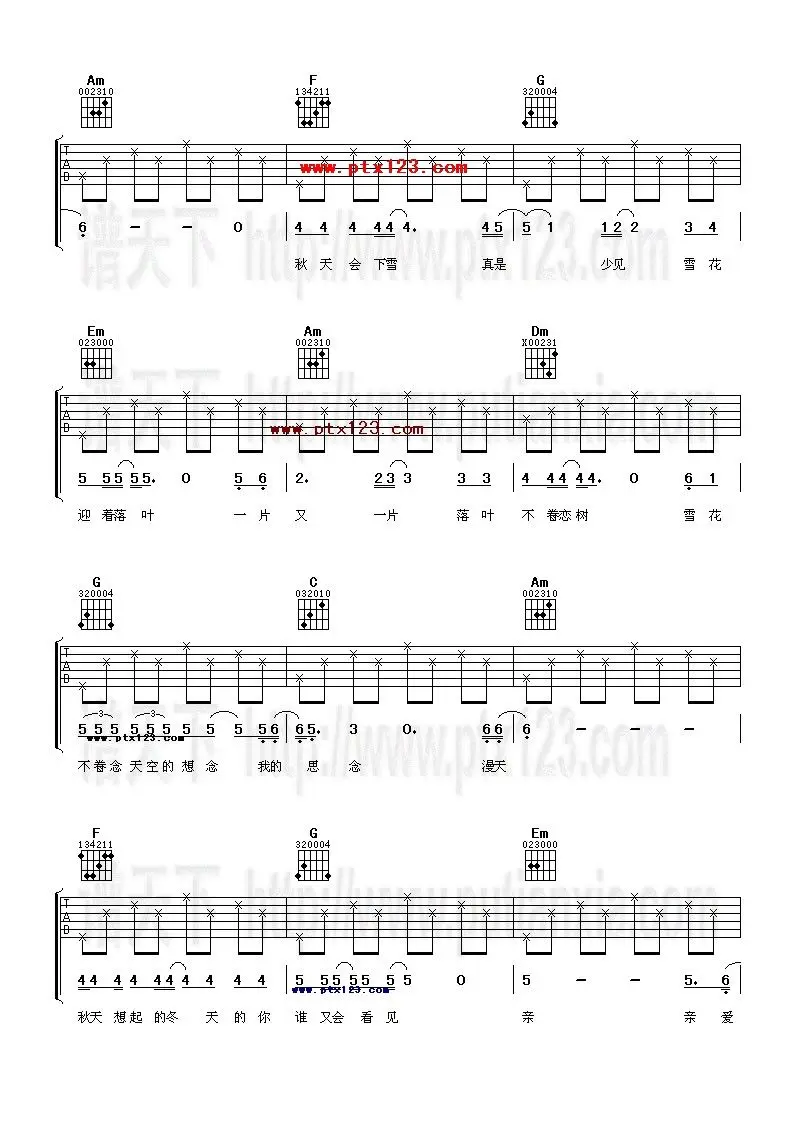 Am F G
002310 134211 320004
T A B
www.ptx123.com
谱天下 http://www.ptx123.com
6 - - 0 4 4 4 44 4. 45 5 1 12 2 3 4
秋 天 会 下雪 真是 少见 雪 花
Em Am Dm
023000 002310 X00231
T A B
谱天下 http://www.putianxia.com
www.ptx123.com
5 55 55. 0 5 6 2. 23 3 3 3 4 44 44. 0 6 1
迎 着落 叶 一 片 又 一片 落 叶 不 眷恋 树 雪 花
G C Am
320004 032010 002310
T A B
3 3
5 5 5 5 5 5 5 5 56 65. 3 0. 66 6 - - -
www.ptx123.com
谱天下 http://www.ptx123.com
不 眷 念 天 空 的 想 念 我的 思 念 漫天
F G Em
134211 320004 023000
T A B
谱天下 http://www.putianxia.com
44 4 4 44 4 4 4 5 55 55 55 0 5 - - 5. 6
www.ptx123.com
秋天 想 起 的冬 天 的 你 谁 又会 看 见 亲 亲 爱